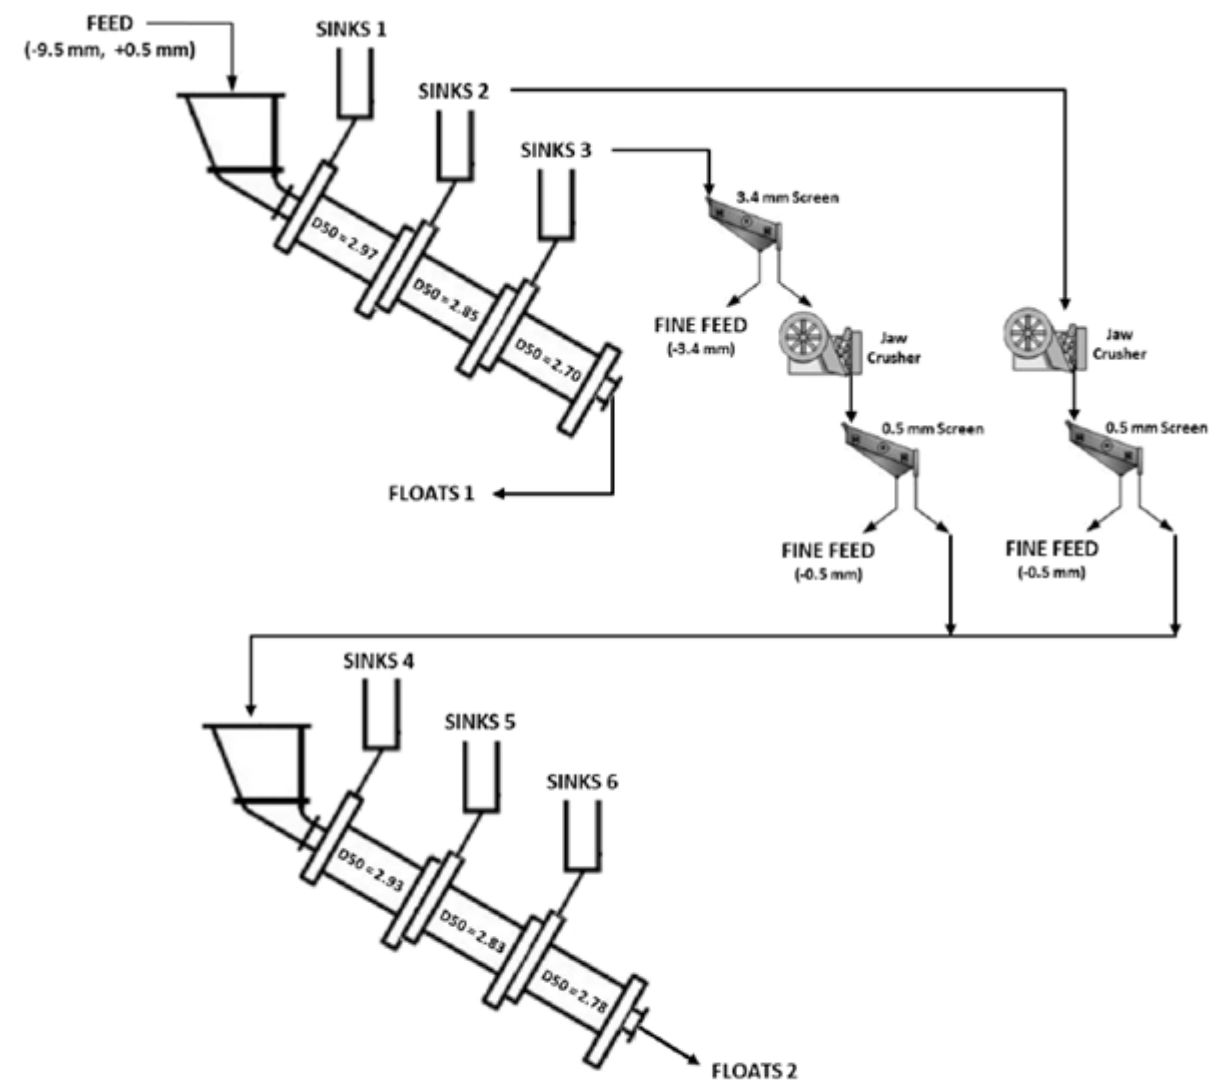 FEED
(-9.5 mm, +0.5 mm)
SINKS 1
SINKS 2
SINKS 3
3.4 mm Screen
D50 = 2.97
D50 = 2.85
D50 = 2.70
FINE FEED
(-3.4 mm)
Jaw
Crusher
Jaw
Crusher
0.5 mm Screen
0.5 mm Screen
FLOATS 1
FINE FEED
(-0.5 mm)
FINE FEED
(-0.5 mm)
SINKS 4
SINKS 5
SINKS 6
D50 = 2.93
D50 = 2.83
D50 = 2.78
FLOATS 2